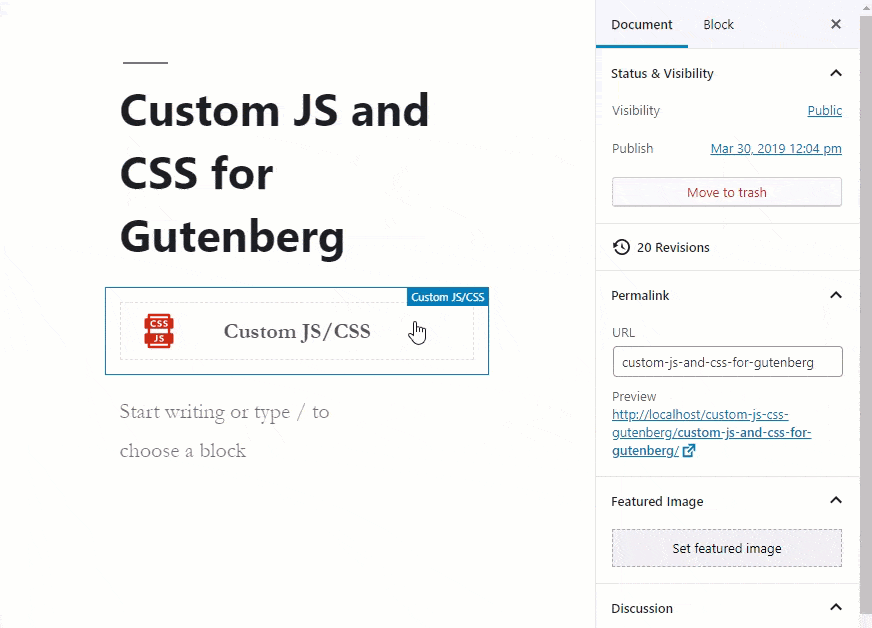 Custom JS and
CSS for
Gutenberg
Custom JS/CSS
CSS
JS
Custom JS/CSS
Start writing or type / to
choose a block
Document
Block
Status & Visibility
Visibility
Public
Publish
Mar 30, 2019 12:04 pm
Move to trash
20 Revisions
Permalink
URL
custom-js-and-css-for-gutenberg
Preview
http://localhost/custom-js-css-
gutenberg/custom-js-and-css-for-
gutenberg/
Featured Image
Set featured image
Discussion